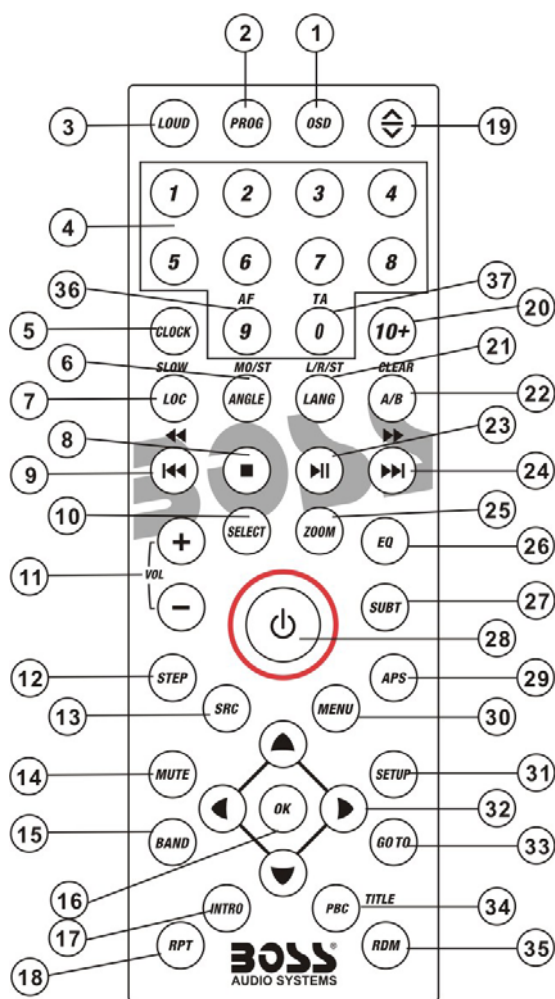 2 1
3 LOUD PROG OSD 19
1 2 3 4
4
5 6 7 8
36 AF TA 37
5 CLOCK 9 0 10+ 20
6 SLOW MO/ST L/R/ST CLEAR 21
7 LOC ANGLE LANG A/B 22
8 23
9 BOSS 24
10 SELECT ZOOM 25
+ EQ 26
11 VOL
− SUBT 27
28
12 STEP APS 29
13 SRC MENU 30
14 MUTE SETUP 31
OK 32
15 BAND GO TO 33
16
17 INTRO PBC TITLE 34
18 RPT RDM 35
BOSS®
AUDIO SYSTEMS